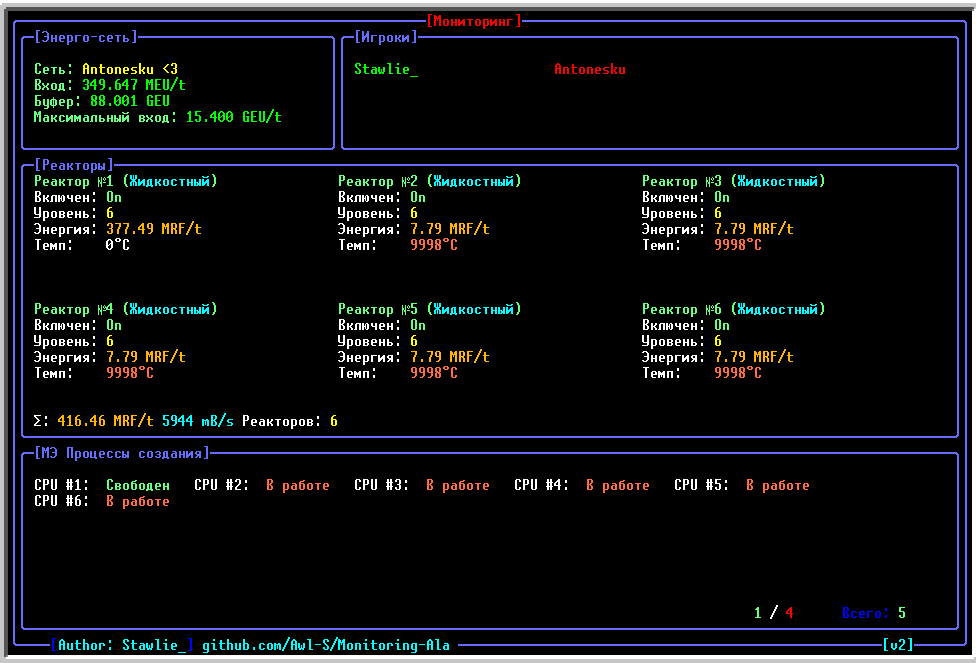 [Мониторинг]
[Энерго-сеть]
Сеть: Antonesku <3
Вход: 349.647 MEU/t
Буфер: 88.001 GEU
Максимальный вход: 15.400 GEU/t
[Игроки]
Stawlie_ Antonesku
[Реакторы]
Реактор №1 (Жидкостный) Реактор №2 (Жидкостный) Реактор №3 (Жидкостный)
Включен: On Включен: On Включен: On
Уровень: 6 Уровень: 6 Уровень: 6
Энергия: 377.49 MRF/t Энергия: 7.79 MRF/t Энергия: 7.79 MRF/t
Темп: 0°C Темп: 9998°C Темп: 9998°C
Реактор №4 (Жидкостный) Реактор №5 (Жидкостный) Реактор №6 (Жидкостный)
Включен: On Включен: On Включен: On
Уровень: 6 Уровень: 6 Уровень: 6
Энергия: 7.79 MRF/t Энергия: 7.79 MRF/t Энергия: 7.79 MRF/t
Темп: 9998°C Темп: 9998°C Темп: 9998°C
Σ: 416.46 MRF/t 5944 mB/s Реакторов: 6
[МЭ Процессы создания]
CPU #1: Свободен CPU #2: В работе CPU #3: В работе CPU #4: В работе CPU #5: В работе
CPU #6: В работе
1 / 4 Всего: 5
[Author: Stawlie_] github.com/Awl-S/Monitoring-Ala [v2]